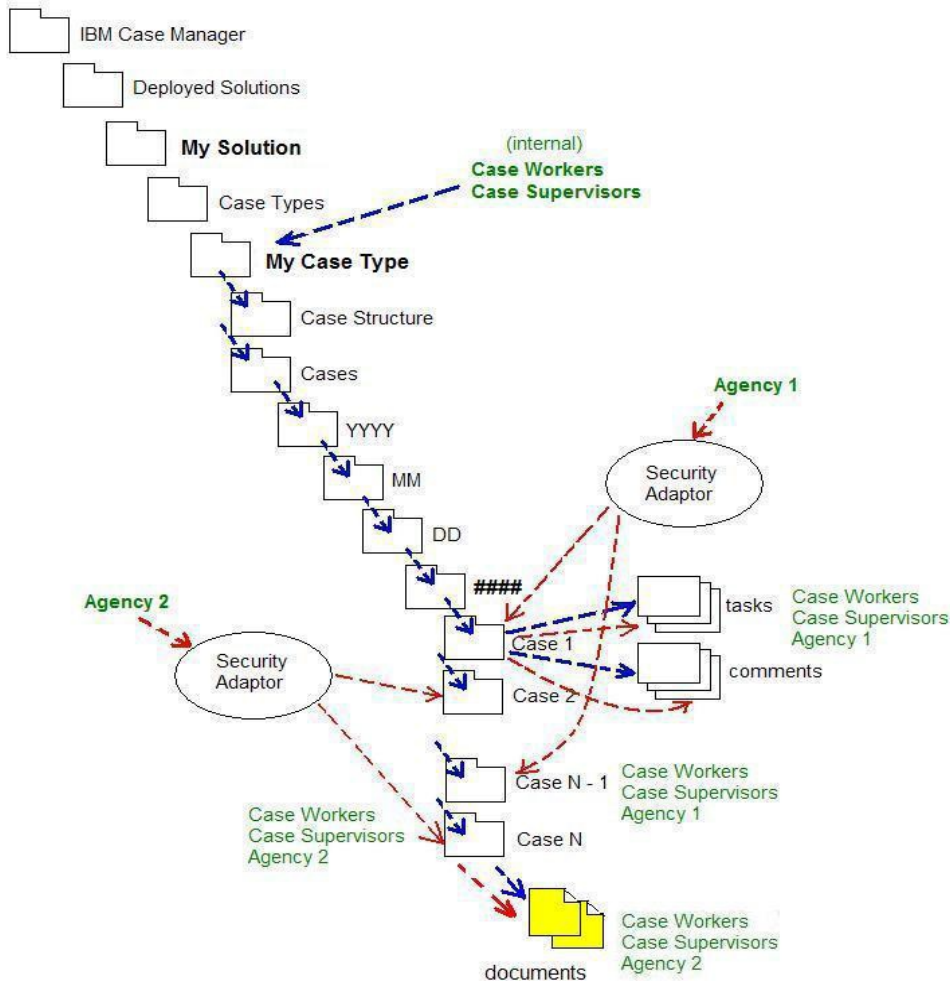 IBM Case Manager
Deployed Solutions
My Solution
(internal)
Case Workers
Case Supervisors
Case Types
My Case Type
Case Structure
Cases
Agency 1
YYYY
Security
Adaptor
MM
DD
####
Agency 2
tasks
Case Workers
Case Supervisors
Agency 1
Case 1
Security
Adaptor
comments
Case 2
Case N - 1
Case Workers
Case Supervisors
Agency 1
Case Workers
Case Supervisors
Agency 2
Case N
Case Workers
Case Supervisors
Agency 2
documents